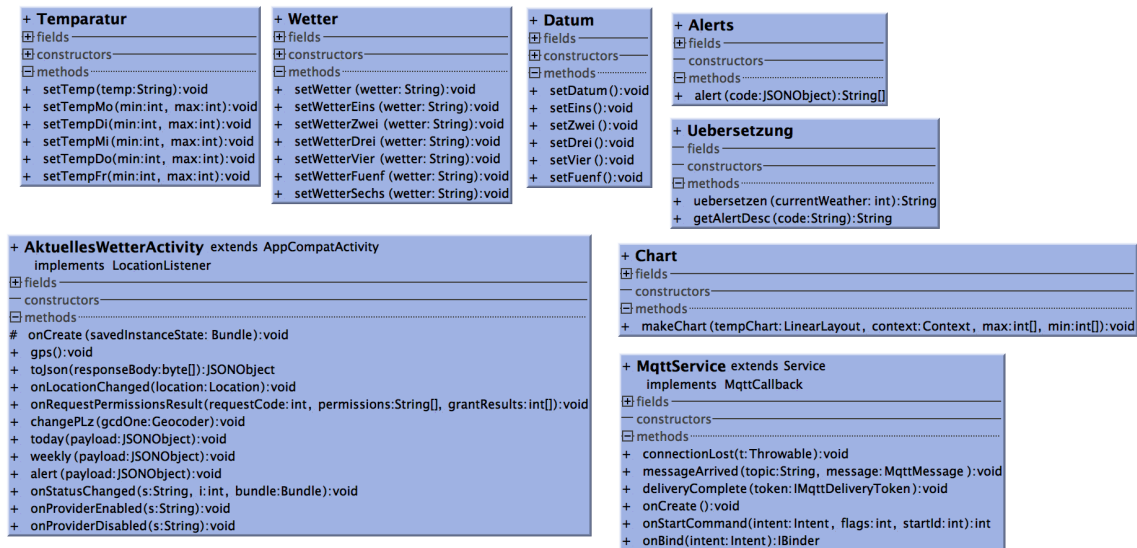 + Temparatur
fields
constructors
methods
+ setTemp(temp:String):void
+ setTempMo(min:int, max:int):void
+ setTempDi(min:int, max:int):void
+ setTempMi(min:int, max:int):void
+ setTempDo(min:int, max:int):void
+ setTempFr(min:int, max:int):void
+ Wetter
fields
constructors
methods
+ setWetter (wetter: String):void
+ setWetterEins (wetter: String):void
+ setWetterZwei (wetter: String):void
+ setWetterDrei (wetter: String):void
+ setWetterVier (wetter: String):void
+ setWetterFuenf (wetter: String):void
+ setWetterSechs (wetter: String):void
+ Datum
fields
constructors
methods
+ setDatum():void
+ setEins():void
+ setZwei ():void
+ setDrei ():void
+ setVier ():void
+ setFuenf():void
+ Alerts
fields
constructors
methods
+ alert (code:JSONObject):String[]
+ Uebersetzung
fields
constructors
methods
+ uebersetzen (currentWeather: int):String
+ getAlertDesc (code:String):String
+ AktuellesWetterActivity extends AppCompatActivity
implements LocationListener
fields
constructors
methods
# onCreate (savedInstanceState: Bundle):void
+ gps():void
+ toJson(responseBody:byte[]):JSONObject
+ onLocationChanged(location:Location):void
+ onRequestPermissionsResult(requestCode:int, permissions:String[], grantResults:int[]):void
+ changePLz (gcdOne:Geocoder):void
+ today(payload:JSONObject):void
+ weekly(payload:JSONObject):void
+ alert (payload:JSONObject):void
+ onStatusChanged(s:String, i:int, bundle:Bundle):void
+ onProviderEnabled(s:String):void
+ onProviderDisabled(s:String):void
+ Chart
fields
constructors
methods
+ makeChart (tempChart:LinearLayout, context:Context, max:int[], min:int[]):void
+ MqttService extends Service
implements MqttCallback
fields
constructors
methods
+ connectionLost(t:Throwable):void
+ messageArrived(topic:String, message:MqttMessage ):void
+ deliveryComplete(token:IMqttDeliveryToken):void
+ onCreate ():void
+ onStartCommand(intent:Intent, flags:int, startId:int):int
+ onBind(intent:Intent):IBinder